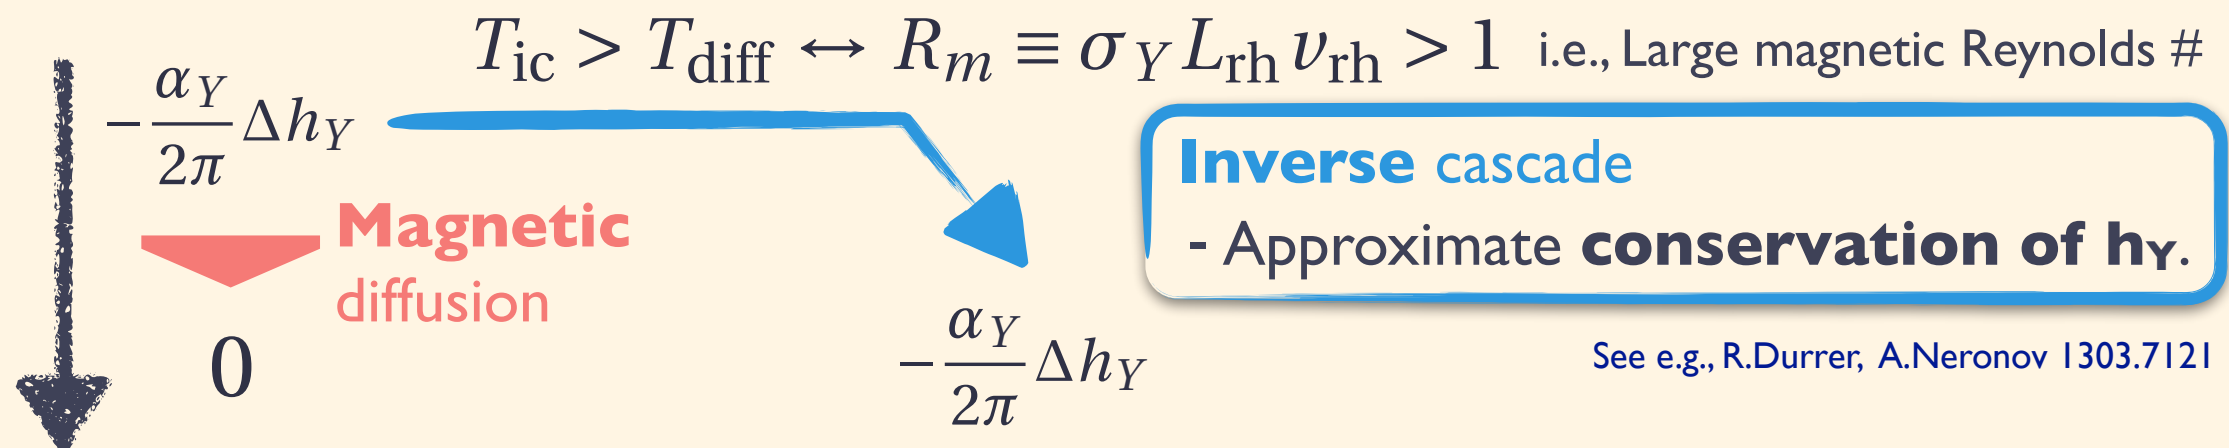 T_ic > T_diff ↔ R_m ≡ σ_Y L_rh v_rh > 1 i.e., Large magnetic Reynolds #
−α_Y/2π Δh_Y
Magnetic
diffusion
0
Inverse cascade
- Approximate conservation of h_Y.
−α_Y/2π Δh_Y
See e.g., R.Durrer, A.Neronov 1303.7121